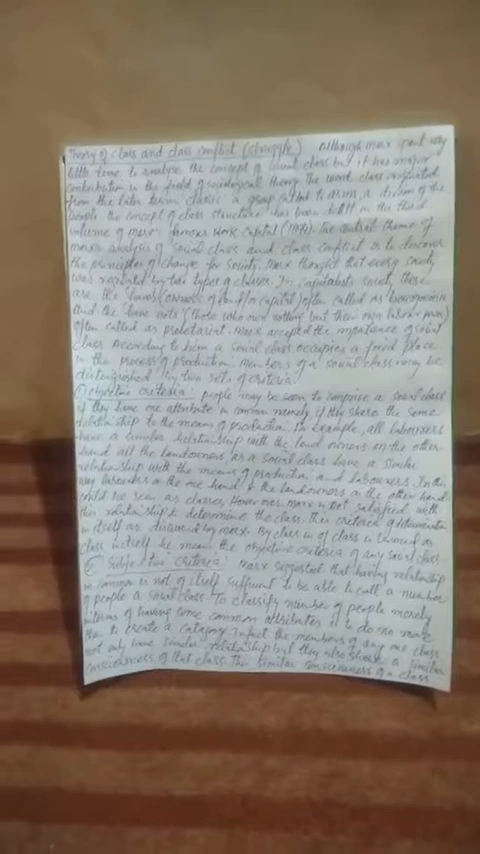 Theory of class and class conflict (struggle) Although marx spent very
little time to analyse the concept of social class but it has major
contribution in the field of sociological theory. The word class originated
from the latin term classis a group called to arms, a division of the
people. the concept of class structure has been dealt in the third
volume of marx's famous work capital (1971). The central theme of
marx's analysis of social class and class conflict is to discover
the principles of change for society. Marx thought that every society
was by two types of classes. In capitalists society these
are the haves (owners of land/or capital) often called as bourgeoisie
and the have nots (those who own nothing but their own labour power)
often called as proletariat. Marx accepted the importance of social
class. According to him a social class occupies a fixed place
in the process of production. Members of a social class may be
distinguished by two sets of criteria.
① objective criteria: people may be seen to comprise a social class
if they have one attribute in common namely, if they share the same
relationship to the means of production. For example, all labourers
have a similar relationship with the land owners on the other
hand all the landowners, as a social class have a similar
relationship with the means of production and labourers. In this
way labourers on the one hand & the landowners on the other hand
could be seen as classes, However, marx is not satisfied with
this relationship to determine the class. This criteria of
in itself as discussed by marx. By class in of class is termed as
class in itself he means the objective criteria of any social class.
② Subjective criteria: Marx suggested that having relationship
in common is not of itself sufficient to be able to call a number
of people a social class. To classify number of people merely
interms of having some common attributes is to do no more
than to create a category. Infact the members of any one class
not only have similar relationship but they also share a similar
consciousness of that class. The similar consciousness of a class